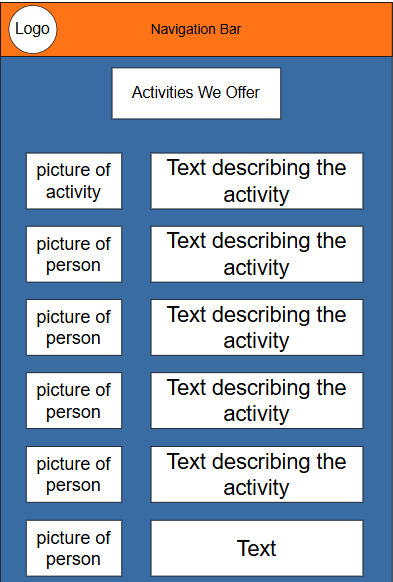 Logo
Navigation Bar
Activities We Offer
picture of
activity
Text describing the
activity
picture of
person
Text describing the
activity
picture of
person
Text describing the
activity
picture of
person
Text describing the
activity
picture of
person
Text describing the
activity
picture of
person
Text